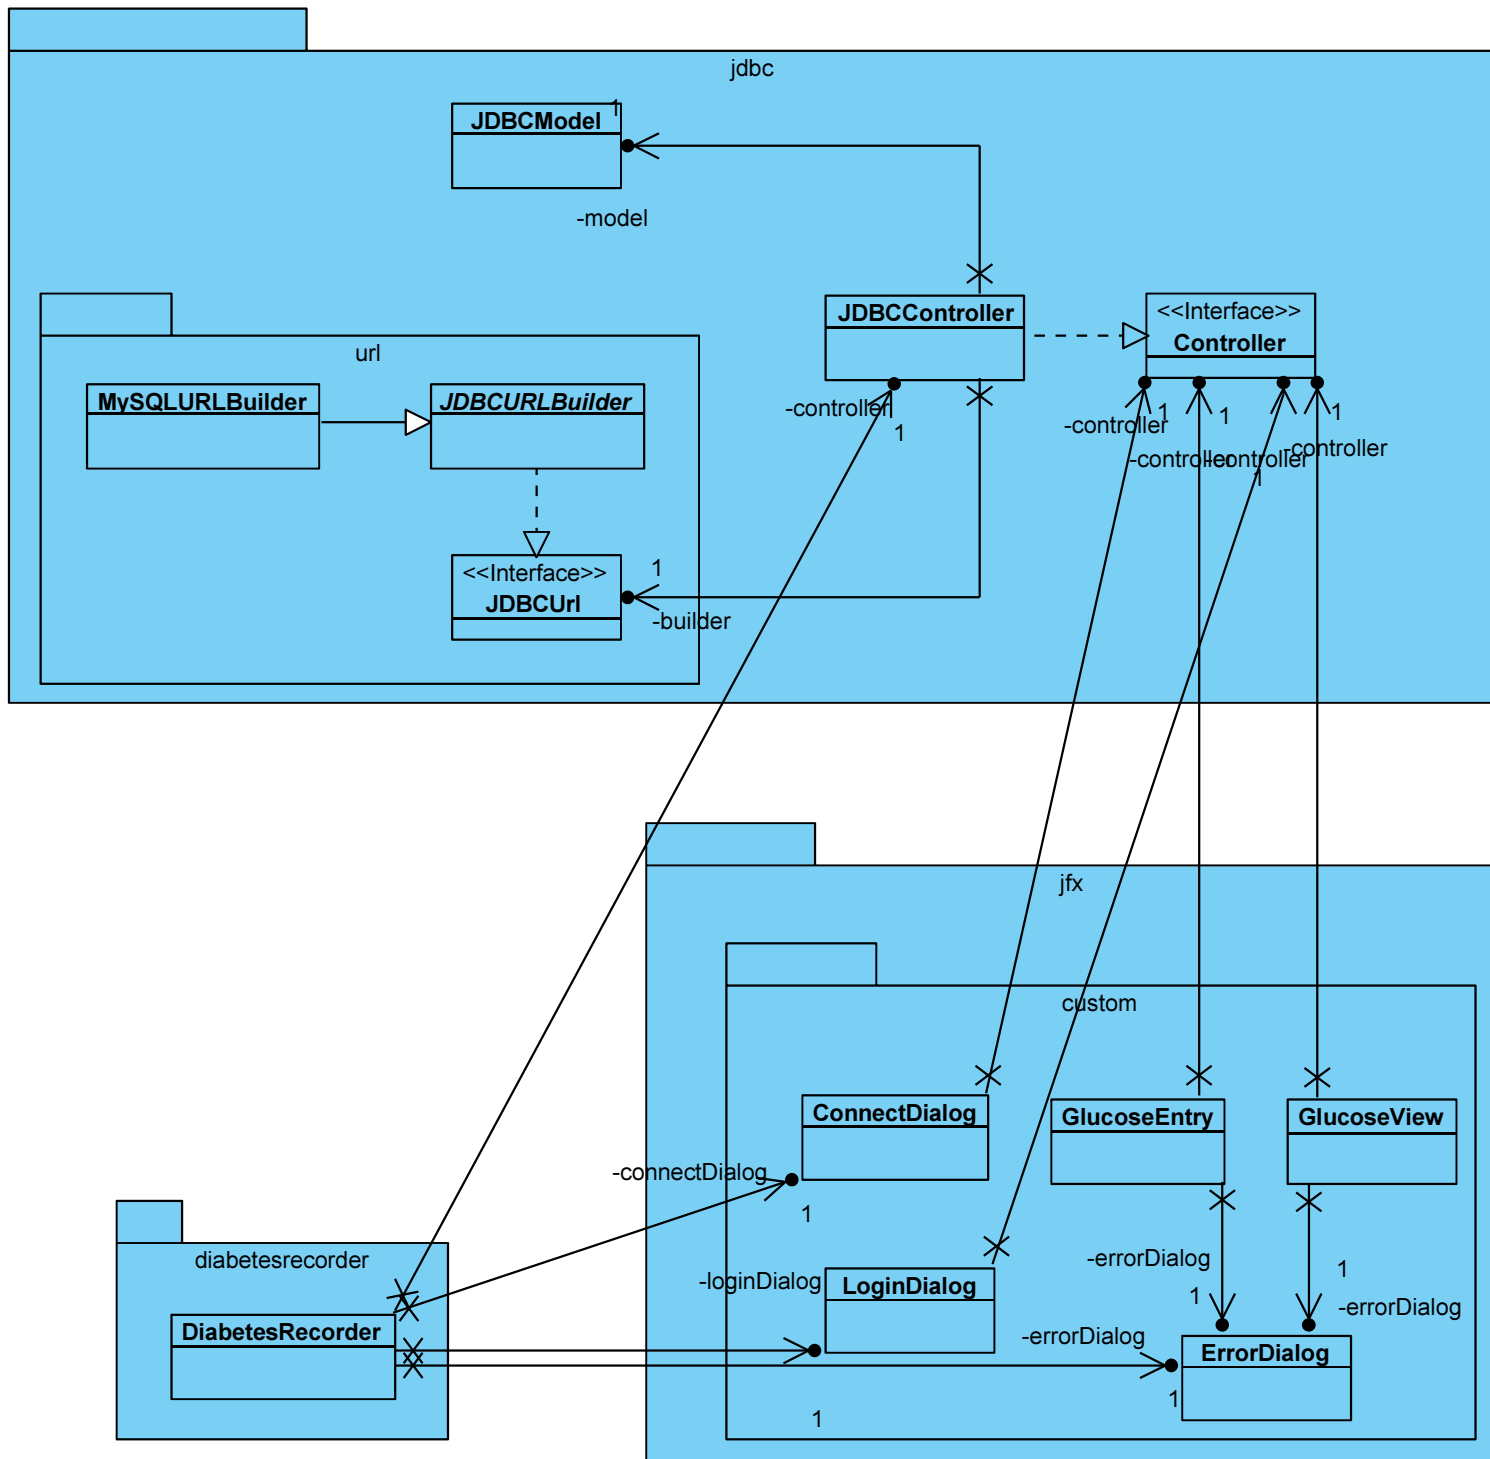 jdbc
1
JDBCModel
-model
JDBCController
<<Interface>>
Controller
url
MySQLURLBuilder
JDBCURLBuilder
-controller
1
-controller
1
-controller
1
-controller
1
-controller
1
<<Interface>>
JDBCUrl
1
-builder
jfx
custom
ConnectDialog
GlucoseEntry
GlucoseView
-connectDialog
1
diabetesrecorder
DiabetesRecorder
-loginDialog
1
LoginDialog
-errorDialog
1
-errorDialog
1
-errorDialog
1
ErrorDialog